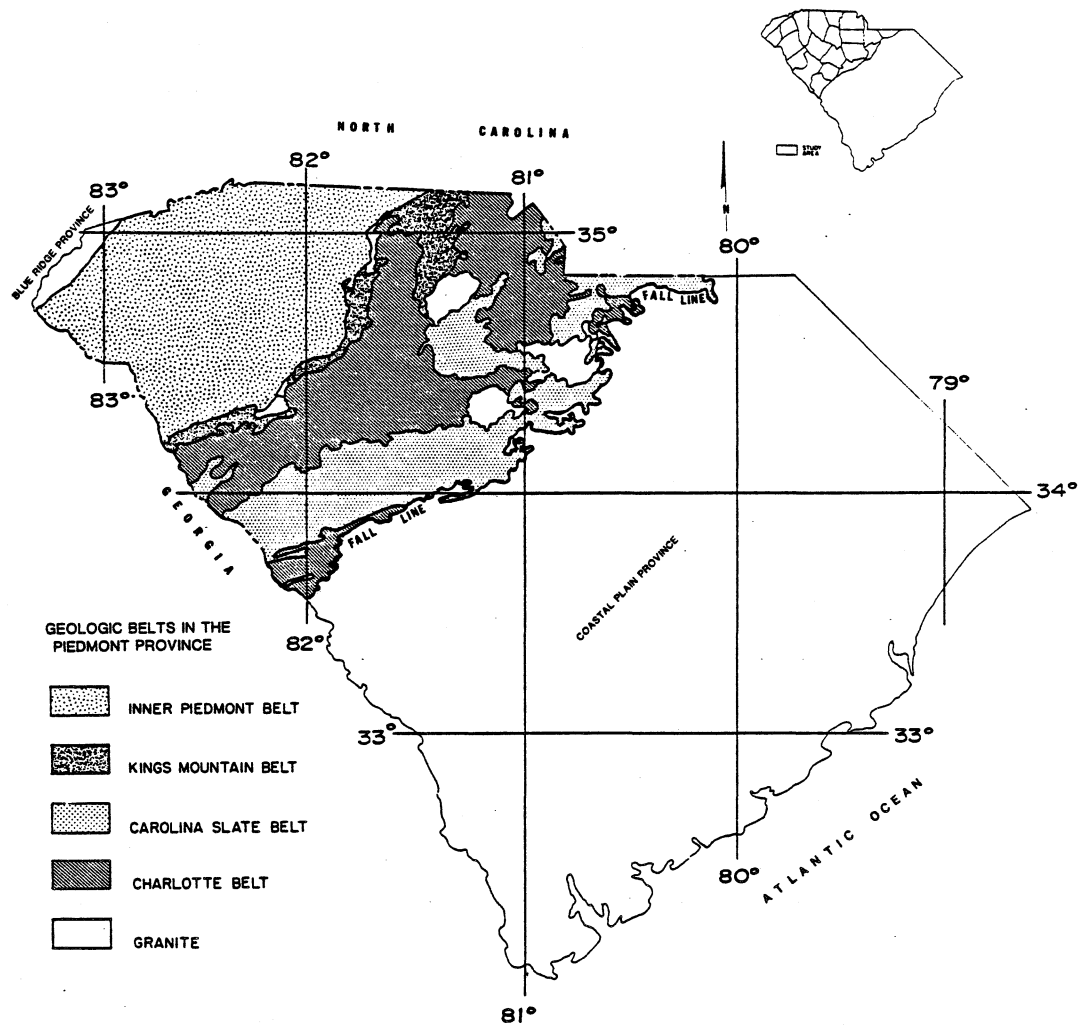 NORTH CAROLINA
STUDY
AREA
82°
83°
81°
BLUE RIDGE PROVINCE
35°
N
80°
FALL LINE
83°
79°
34°
GEORGIA
FALL LINE
COASTAL PLAIN PROVINCE
82°
33°
33°
ATLANTIC OCEAN
80°
81°
GEOLOGIC BELTS IN THE
PIEDMONT PROVINCE
INNER PIEDMONT BELT
KINGS MOUNTAIN BELT
CAROLINA SLATE BELT
CHARLOTTE BELT
GRANITE